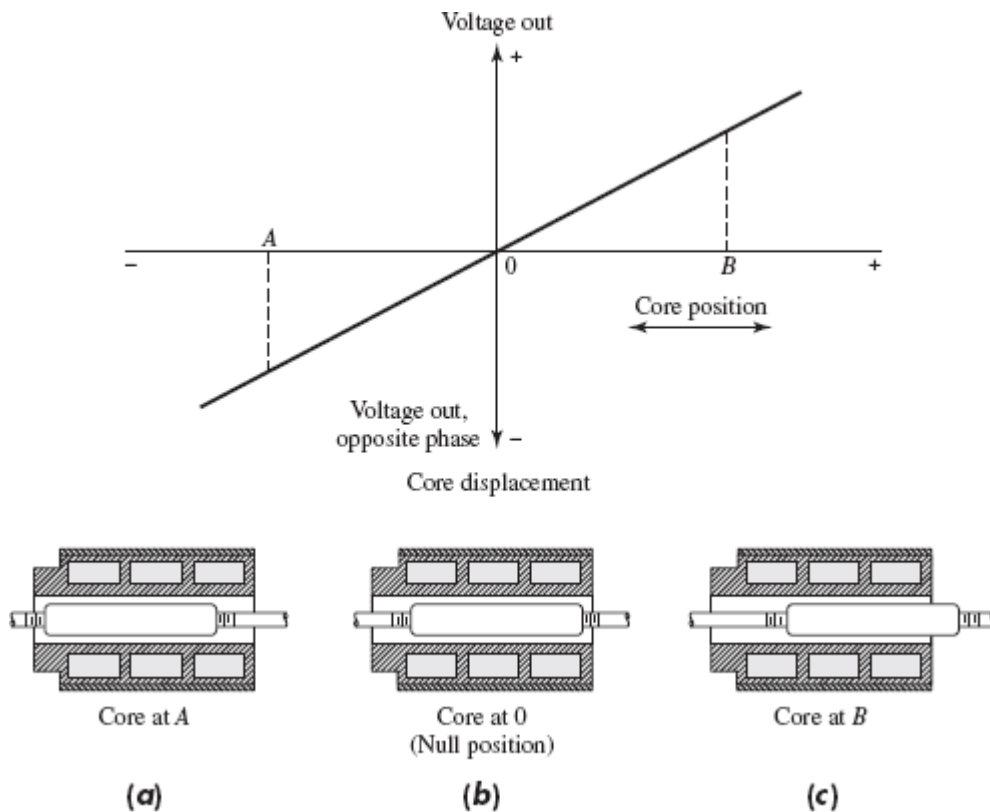 Voltage out
+
A
–
0
B
+
Core position
Voltage out,
opposite phase
–
Core displacement
Core at A
Core at 0
(Null position)
Core at B
(a)
(b)
(c)